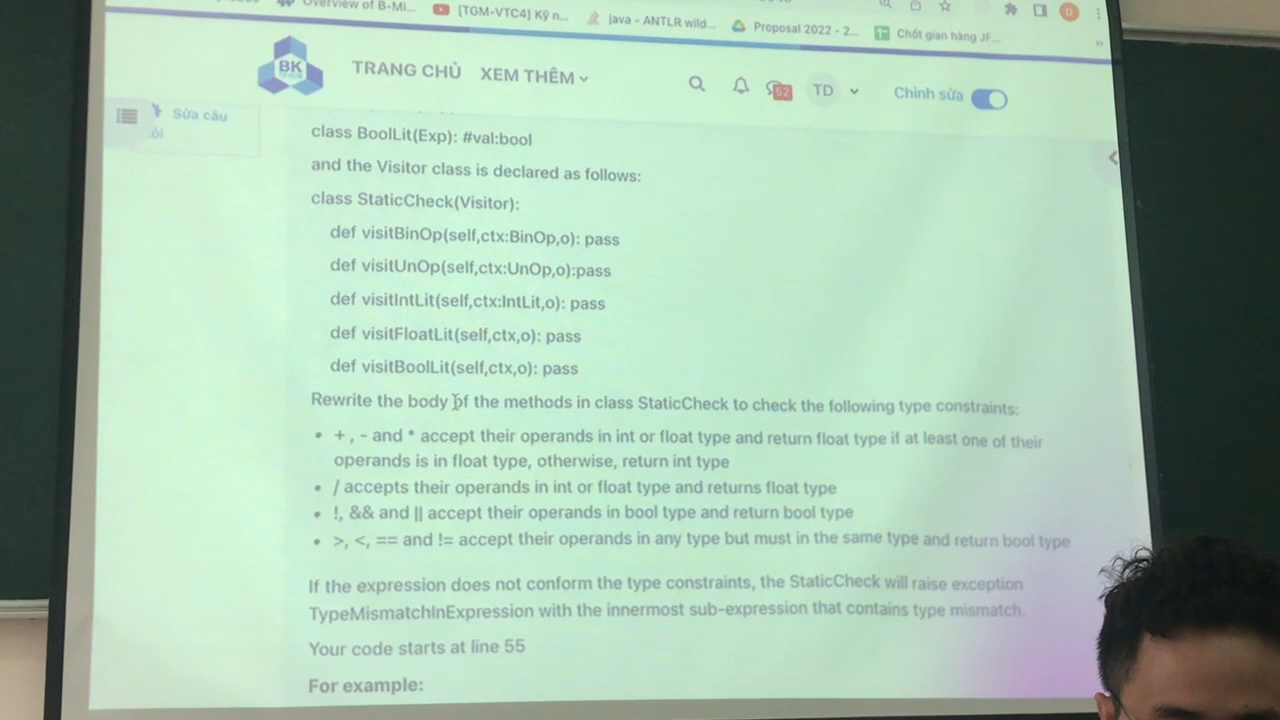 Overview of B-Mi...
[TGM-VTC4] Kỹ n...
java - ANTLR wild...
Proposal 2022 - 2...
Chốt gian hàng JF...
BK
TRANG CHỦ
XEM THÊM
52
TD
Chỉnh sửa
Sửa câu
class BoolLit(Exp): #val:bool
and the Visitor class is declared as follows:
class StaticCheck(Visitor):
def visitBinOp(self,ctx:BinOp,o): pass
def visitUnOp(self,ctx:UnOp,o):pass
def visitIntLit(self,ctx:IntLit,o): pass
def visitFloatLit(self,ctx,o): pass
def visitBoolLit(self,ctx,o): pass
Rewrite the body of the methods in class StaticCheck to check the following type constraints:
• + , - and * accept their operands in int or float type and return float type if at least one of their
operands is in float type, otherwise, return int type
• / accepts their operands in int or float type and returns float type
• !, && and || accept their operands in bool type and return bool type
• >, <, == and != accept their operands in any type but must in the same type and return bool type
If the expression does not conform the type constraints, the StaticCheck will raise exception
TypeMismatchInExpression with the innermost sub-expression that contains type mismatch.
Your code starts at line 55
For example: